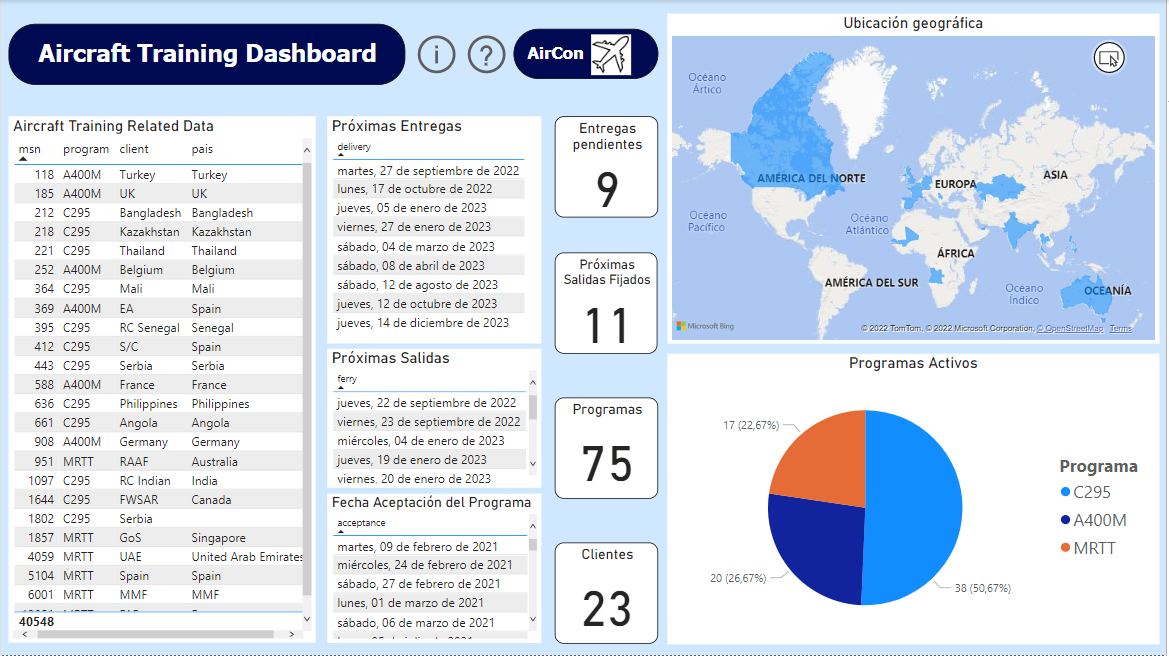 Aircraft Training Dashboard
i
?
AirCon
Aircraft Training Related Data
msn program client pais
118 A400M Turkey Turkey
185 A400M UK UK
212 C295 Bangladesh Bangladesh
218 C295 Kazakhstan Kazakhstan
221 C295 Thailand Thailand
252 A400M Belgium Belgium
364 C295 Mali Mali
369 A400M EA Spain
395 C295 RC Senegal Senegal
412 C295 S/C Spain
443 C295 Serbia Serbia
588 A400M France France
636 C295 Philippines Philippines
661 C295 Angola Angola
908 A400M Germany Germany
951 MRTT RAAF Australia
1097 C295 RC Indian India
1644 C295 FWSAR Canada
1802 C295 Serbia
1857 MRTT GoS Singapore
4059 MRTT UAE United Arab Emirates
5104 MRTT Spain Spain
6001 MRTT MMF MMF
40548
Próximas Entregas
delivery
martes, 27 de septiembre de 2022
lunes, 17 de octubre de 2022
jueves, 05 de enero de 2023
viernes, 27 de enero de 2023
sábado, 04 de marzo de 2023
sábado, 08 de abril de 2023
sábado, 12 de agosto de 2023
jueves, 12 de octubre de 2023
jueves, 14 de diciembre de 2023
Próximas Salidas
ferry
jueves, 22 de septiembre de 2022
viernes, 23 de septiembre de 2022
miércoles, 04 de enero de 2023
jueves, 19 de enero de 2023
viernes, 20 de enero de 2023
Fecha Aceptación del Programa
acceptance
martes, 09 de febrero de 2021
miércoles, 24 de febrero de 2021
sábado, 27 de febrero de 2021
lunes, 01 de marzo de 2021
sábado, 06 de marzo de 2021
Entregas
pendientes
9
Próximas
Salidas Fijados
11
Programas
75
Clientes
23
Ubicación geográfica
Océano
Ártico
AMÉRICA DEL NORTE
EUROPA
ASIA
Océano
Pacífico
Océano
Atlántico
ÁFRICA
AMÉRICA DEL SUR
Océano
Índico
OCEANÍA
Microsoft Bing
© 2022 TomTom, © 2022 Microsoft Corporation, © OpenStreetMap Terms
Programas Activos
17 (22,67%)
20 (26,67%)
38 (50,67%)
Programa
C295
A400M
MRTT